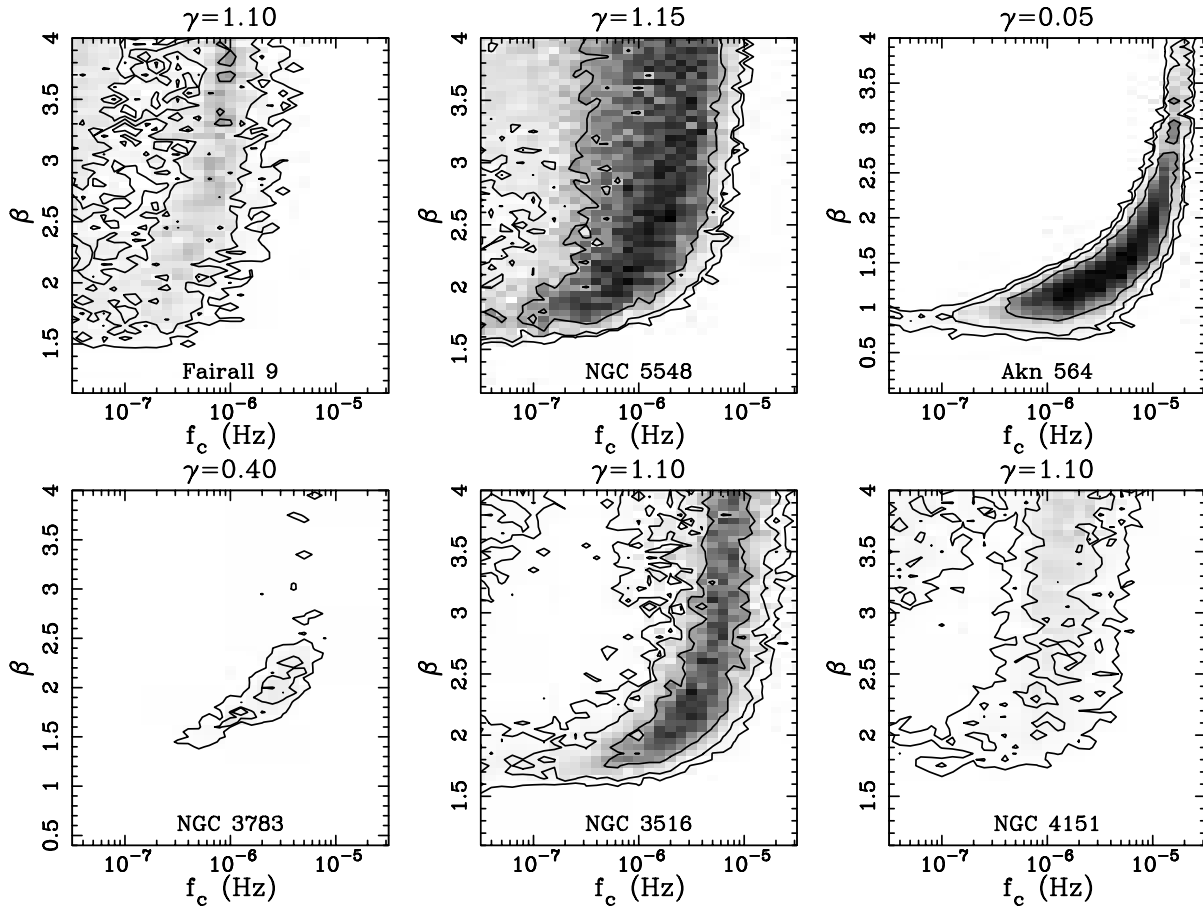 γ=1.10 γ=1.15 γ=0.05
β 4 3.5 3 2.5 2 1.5 Fairall 9
β 4 3.5 3 2.5 2 1.5 NGC 5548
β 4 3.5 3 2.5 2 1.5 1 0.5 Akn 564
10⁻⁷ 10⁻⁶ 10⁻⁵ 10⁻⁷ 10⁻⁶ 10⁻⁵ 10⁻⁷ 10⁻⁶ 10⁻⁵
f_c (Hz) f_c (Hz) f_c (Hz)
γ=0.40 γ=1.10 γ=1.10
β 4 3.5 3 2.5 2 1.5 1 0.5 NGC 3783
β 4 3.5 3 2.5 2 1.5 NGC 3516
β 4 3.5 3 2.5 2 1.5 NGC 4151
10⁻⁷ 10⁻⁶ 10⁻⁵ 10⁻⁷ 10⁻⁶ 10⁻⁵ 10⁻⁷ 10⁻⁶ 10⁻⁵
f_c (Hz) f_c (Hz) f_c (Hz)